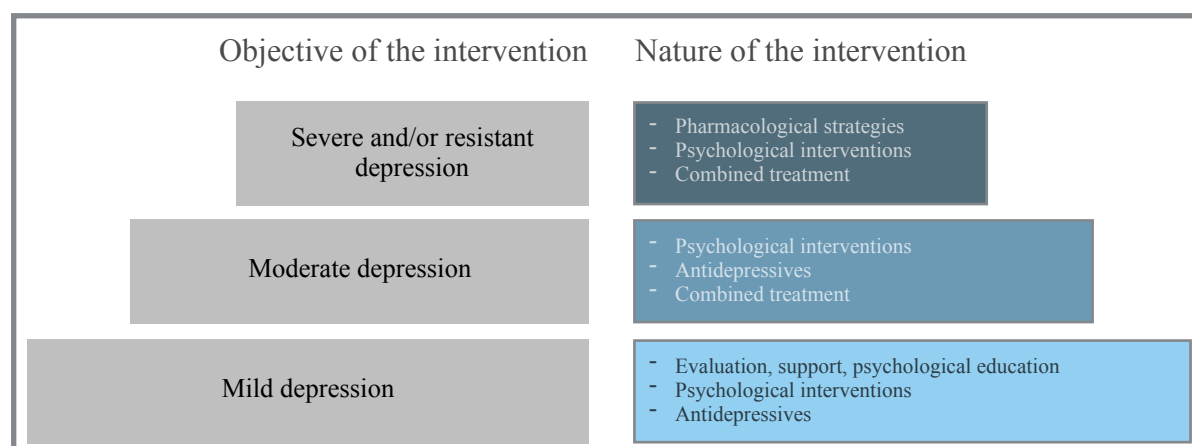 Objective of the intervention
Nature of the intervention
Severe and/or resistant
depression
- Pharmacological strategies
- Psychological interventions
- Combined treatment
Moderate depression
- Psychological interventions
- Antidepressives
- Combined treatment
Mild depression
- Evaluation, support, psychological education
- Psychological interventions
- Antidepressives